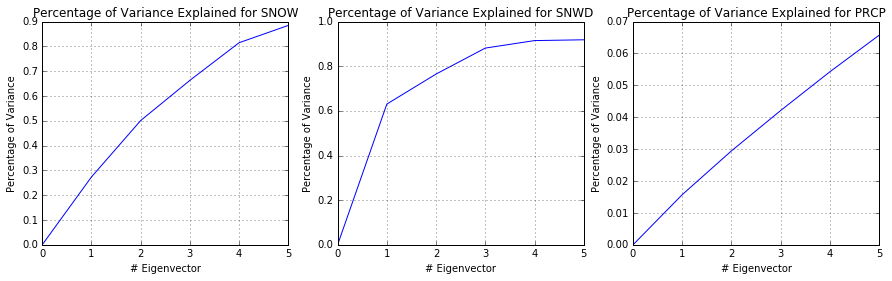 Percentage of Variance Explained for SNOW
0.9
0.8
0.7
0.6
0.5
0.4
0.3
0.2
0.1
0.0
Percentage of Variance
0 1 2 3 4 5
# Eigenvector
Percentage of Variance Explained for SNWD
1.0
0.8
0.6
0.4
0.2
0.0
Percentage of Variance
0 1 2 3 4 5
# Eigenvector
Percentage of Variance Explained for PRCP
0.07
0.06
0.05
0.04
0.03
0.02
0.01
0.00
Percentage of Variance
0 1 2 3 4 5
# Eigenvector